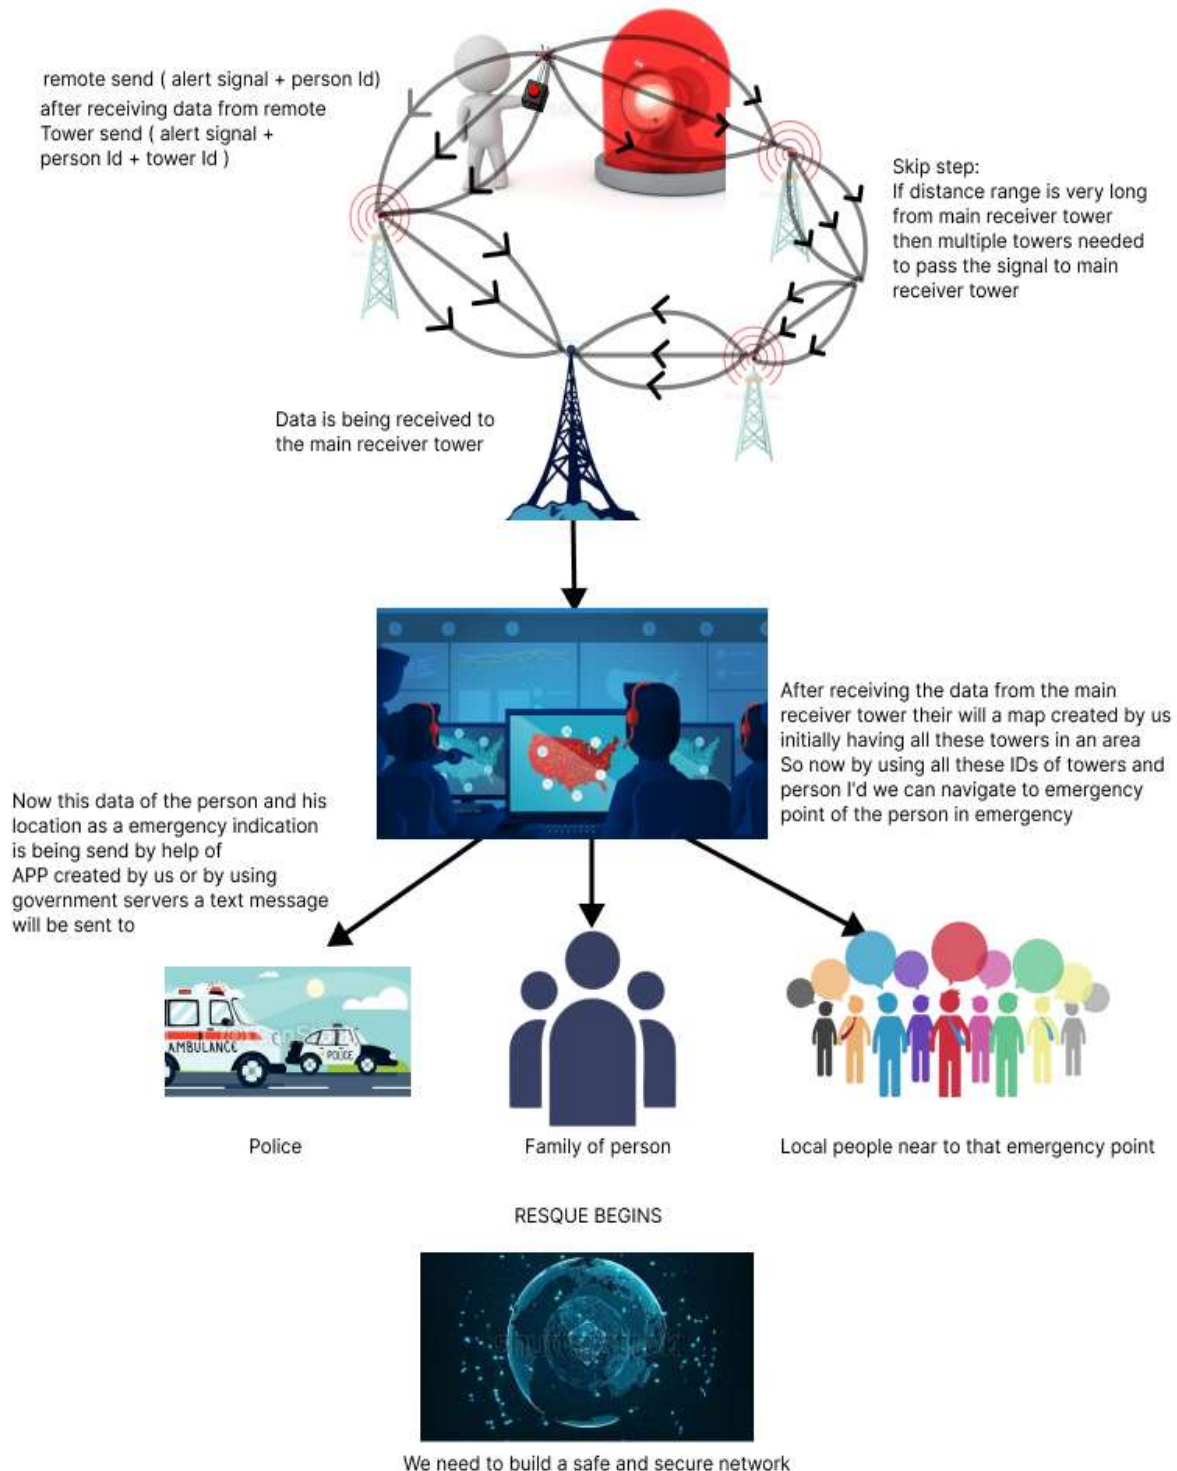 remote send ( alert signal + person Id)
after receiving data from remote
Tower send ( alert signal +
person Id + tower Id )
Skip step:
If distance range is very long
from main receiver tower
then multiple towers needed
to pass the signal to main
receiver tower
Data is being received to
the main receiver tower
After receiving the data from the main
receiver tower their will a map created by us
initially having all these towers in an area
So now by using all these IDs of towers and
person I'd we can navigate to emergency
point of the person in emergency
Now this data of the person and his
location as a emergency indication
is being send by help of
APP created by us or by using
government servers a text message
will be sent to
AMBULANCE
POLICE
Police
Family of person
Local people near to that emergency point
RESQUE BEGINS
shutterstock
We need to build a safe and secure network